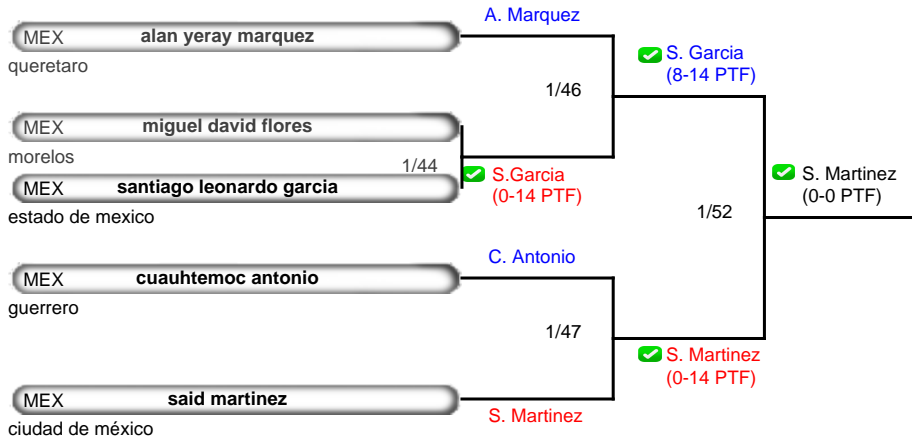 A. Marquez
MEX alan yeray marquez
queretaro
S. Garcia
(8-14 PTF)
1/46
MEX miguel david flores
morelos
1/44
S.Garcia
(0-14 PTF)
MEX santiago leonardo garcia
estado de mexico
S. Martinez
(0-0 PTF)
1/52
C. Antonio
MEX cuauhtemoc antonio
guerrero
1/47
S. Martinez
(0-14 PTF)
MEX said martinez
S. Martinez
ciudad de méxico